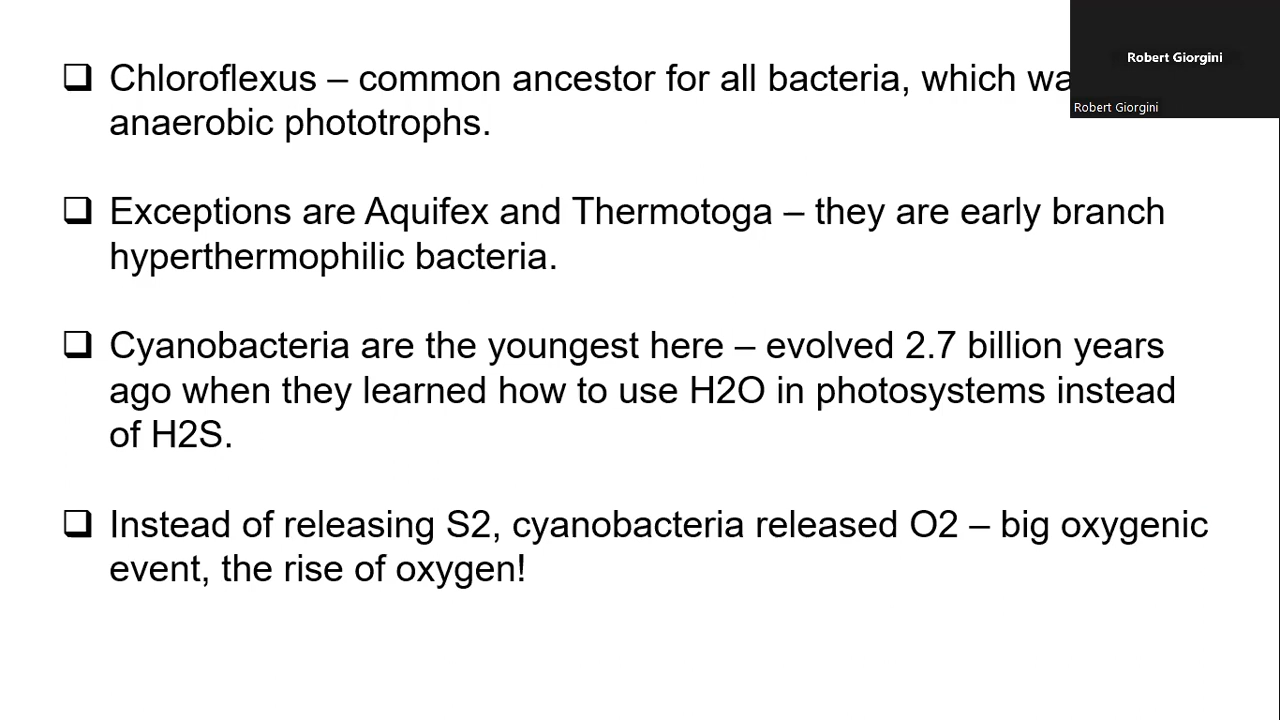 Chloroflexus – common ancestor for all bacteria, which
anaerobic phototrophs.
Exceptions are Aquifex and Thermotoga – they are early branch
hyperthermophilic bacteria.
Cyanobacteria are the youngest here – evolved 2.7 billion years
ago when they learned how to use H2O in photosystems instead
of H2S.
Instead of releasing S2, cyanobacteria released O2 – big oxygenic
event, the rise of oxygen!
Robert Giorgini
Robert Giorgini